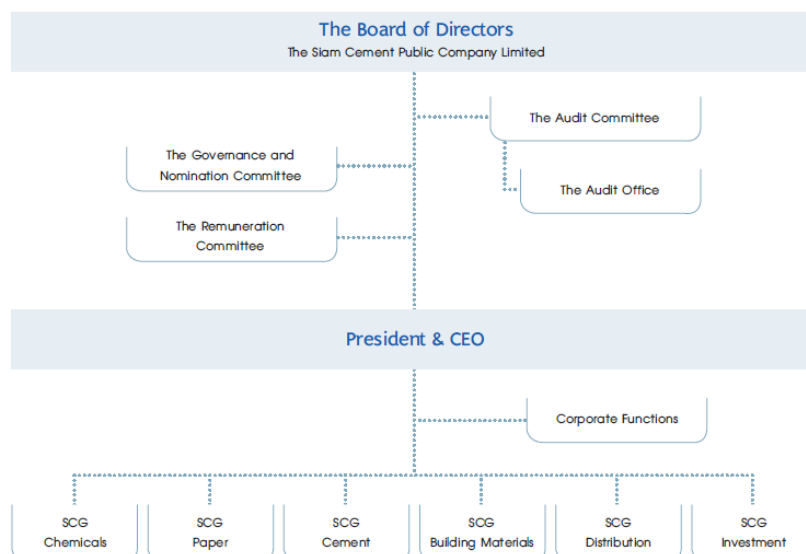 The Board of Directors
The Siam Cement Public Company Limited
The Audit Committee
The Governance and
Nomination Committee
The Audit Office
The Remuneration
Committee
President & CEO
Corporate Functions
SCG
Chemicals
SCG
Paper
SCG
Cement
SCG
Building Materials
SCG
Distribution
SCG
Investment